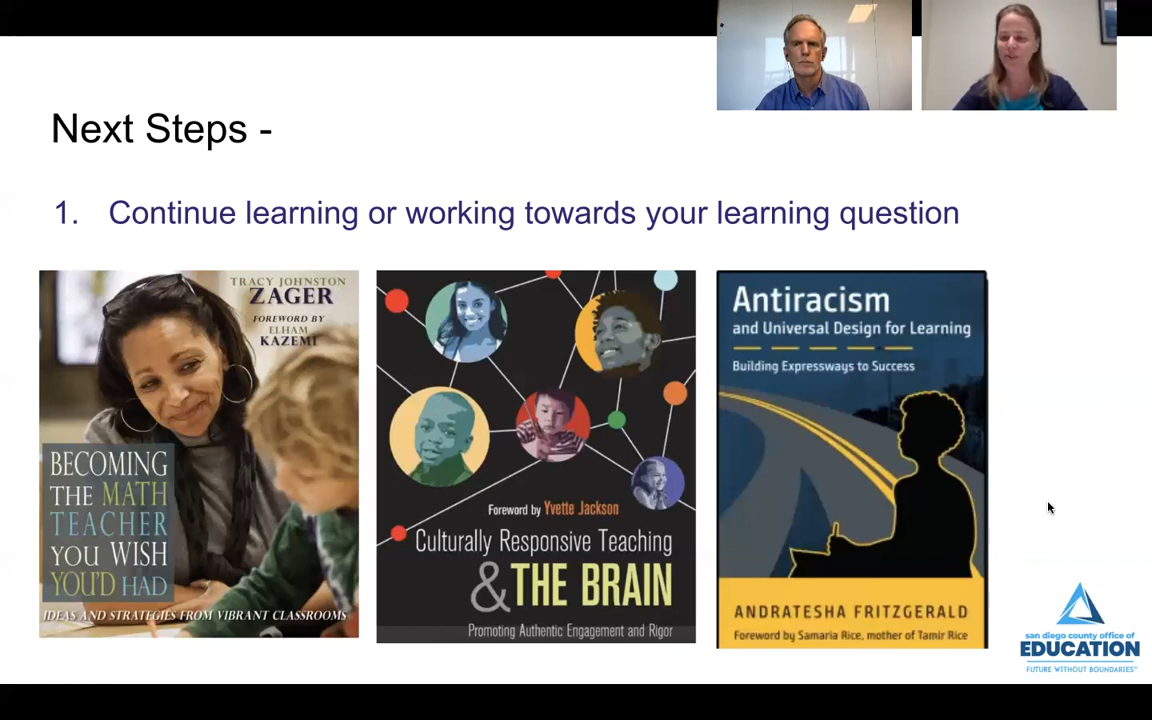 Next Steps -
1. Continue learning or working towards your learning question
TRACY JOHNSTON
ZAGER
FOREWORD BY
ELHAM
KAZEMI
BECOMING
THE MATH
TEACHER
YOU WISH
YOU'D HAD
IDEAS AND STRATEGIES FROM VIBRANT CLASSROOMS
Foreword by Yvette Jackson
Culturally Responsive Teaching
& THE BRAIN
Promoting Authentic Engagement and Rigor
Antiracism
and Universal Design for Learning
Building Expressways to Success
ANDRATESHA FRITZGERALD
Foreword by Samaria Rice, mother of Tamir Rice
san diego county office of
EDUCATION
FUTURE WITHOUT BOUNDARIES™